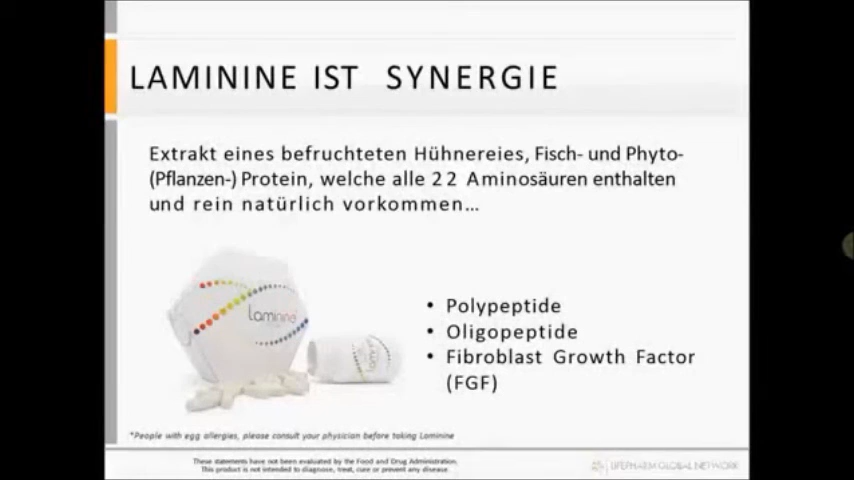 LAMININE IST SYNERGIE
Extrakt eines befruchteten Hühnereies, Fisch- und Phyto-
(Pflanzen-) Protein, welche alle 22 Aminosäuren enthalten
und rein natürlich vorkommen…
laminine
laminine
• Polypeptide
• Oligopeptide
• Fibroblast Growth Factor
(FGF)
*People with egg allergies, please consult your physician before taking Laminine
These statements have not been evaluated by the Food and Drug Administration.
This product is not intended to diagnose, treat, cure or prevent any disease.
LIFEPHARM GLOBAL NETWORK